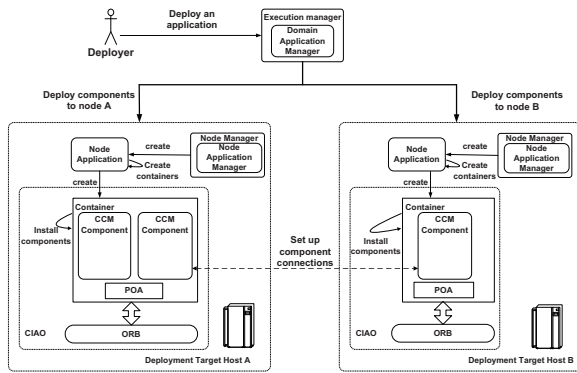 Deploy an
application
Deployer
Execution manager
Domain
Application
Manager
Deploy components
to node A
Deploy components
to node B
Node
Application
create
Node Manager
Node
Application
Manager
Create
containers
create
Container
CCM
Component
CCM
Component
Install
components
POA
CIAO
ORB
Deployment Target Host A
Set up
component
connections
Node
Application
create
Node Manager
Node
Application
Manager
Create
containers
create
Container
CCM
Component
Install
components
POA
CIAO
ORB
Deployment Target Host B